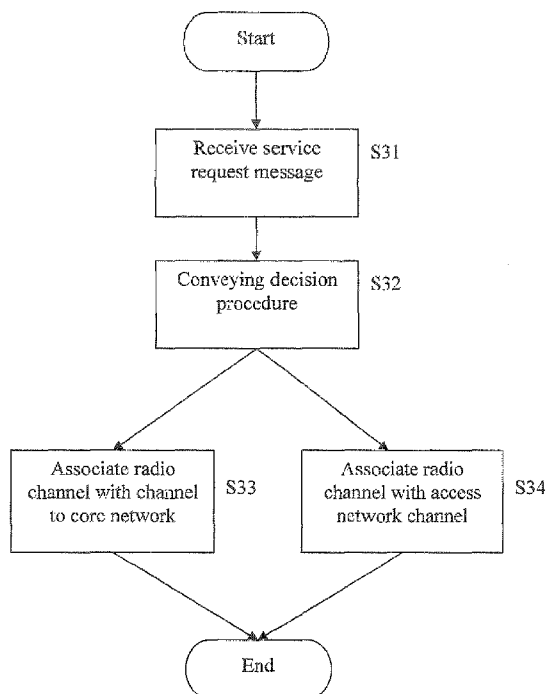 Start
Receive service
request message
S31
Conveying decision
procedure
S32
Associate radio
channel with channel
to core network
S33
Associate radio
channel with access
network channel
S34
End